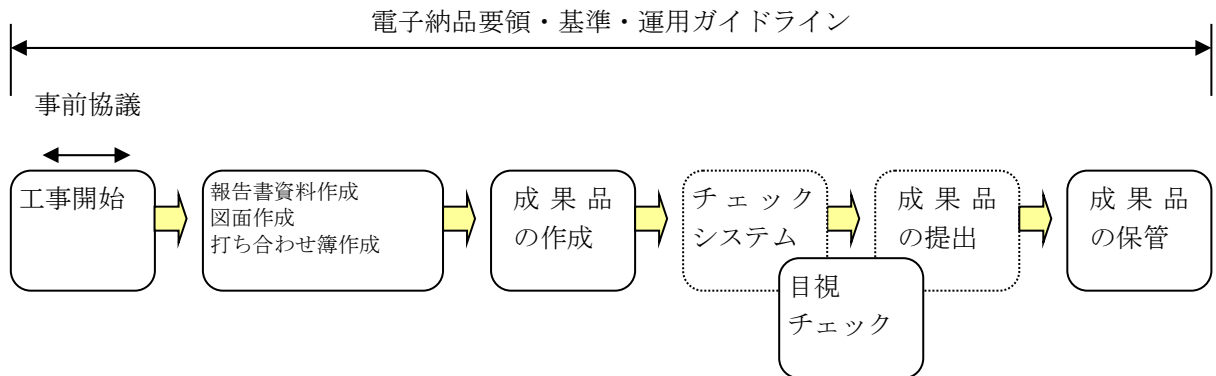 電子納品要領・基準・運用ガイドライン
事前協議
工事開始
報告書資料作成
図面作成
打ち合わせ簿作成
成果品
の作成
チェック
システム
成果品
の提出
成果品
の保管
目視
チェック